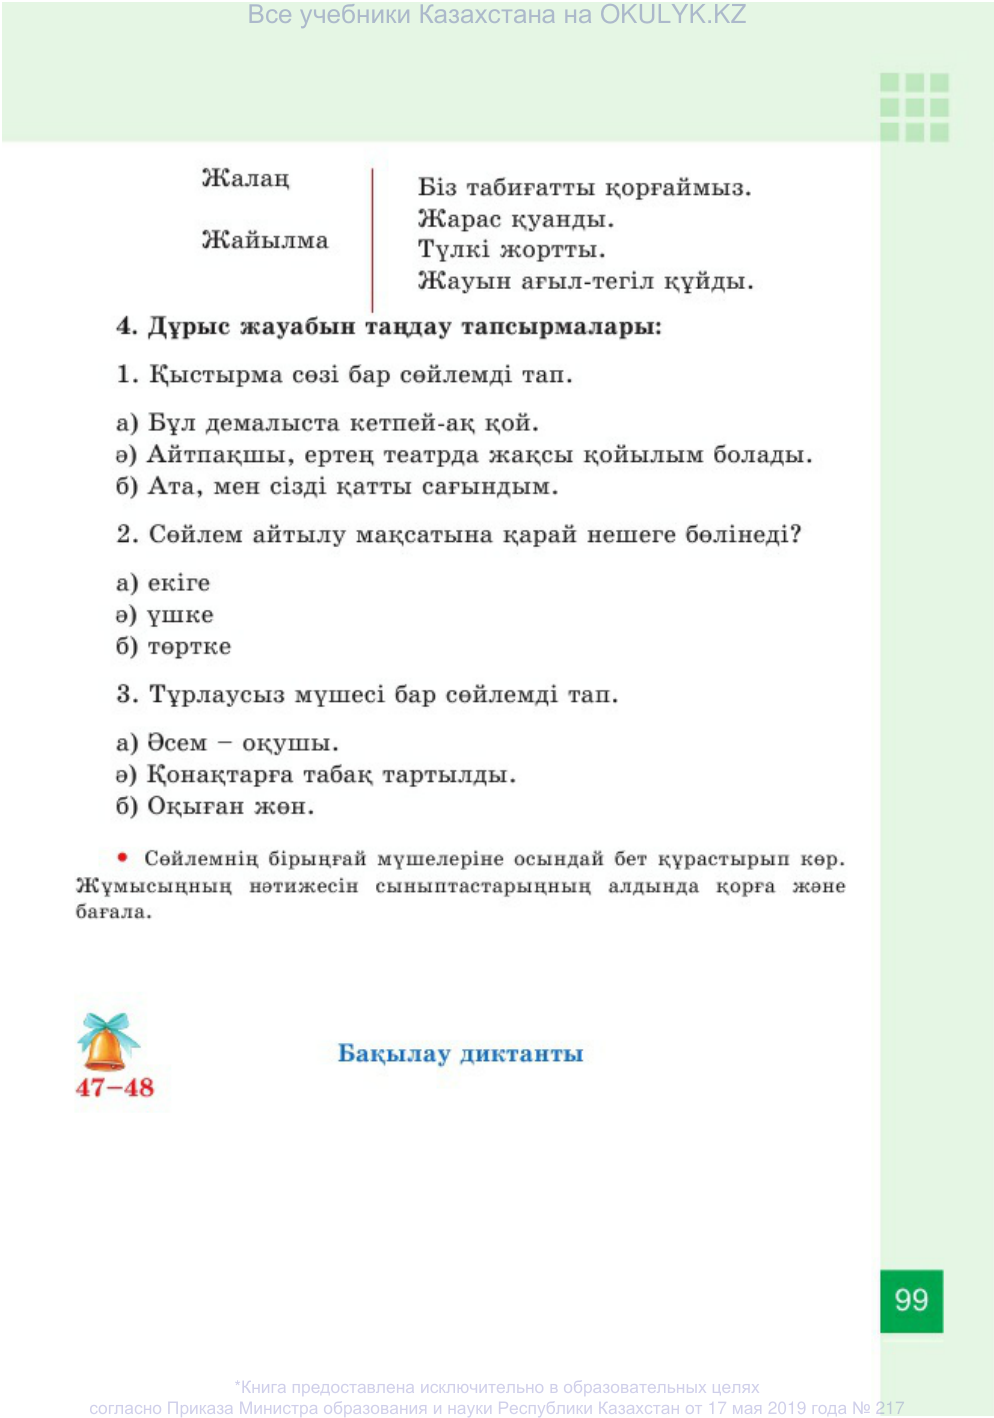 Все учебники Казахстана на OKULYK.KZ
Жалаң
Жайылма
Біз табиғатты қорғаймыз.
Жарас қуанды.
Түлкі жортты.
Жауын ағыл-тегіл құйды.
4. Дұрыс жауабын таңдау тапсырмалары:
1. Қыстырма сөзі бар сөйлемді тап.
а) Бұл демалыста кетпей-ақ қой.
ә) Айтпақшы, ертең театрда жақсы қойылым болады.
б) Ата, мен сізді қатты сағындым.
2. Сөйлем айтылу мақсатына қарай нешеге бөлінеді?
а) екіге
ә) үшке
б) төртке
3. Тұрлаусыз мүшесі бар сөйлемді тап.
а) Әсем – оқушы.
ә) Қонақтарға табақ тартылды.
б) Оқыған жөн.
• Сөйлемнің бірыңғай мүшелеріне осындай бет құрастырып көр.
Жұмысыңның нәтижесін сыныптастарыңның алдында қорға және
бағала.
Бақылау диктанты
47–48
99
*Книга предоставлена исключительно в образовательных целях
согласно Приказа Министра образования и науки Республики Казахстан от 17 мая 2019 года № 217